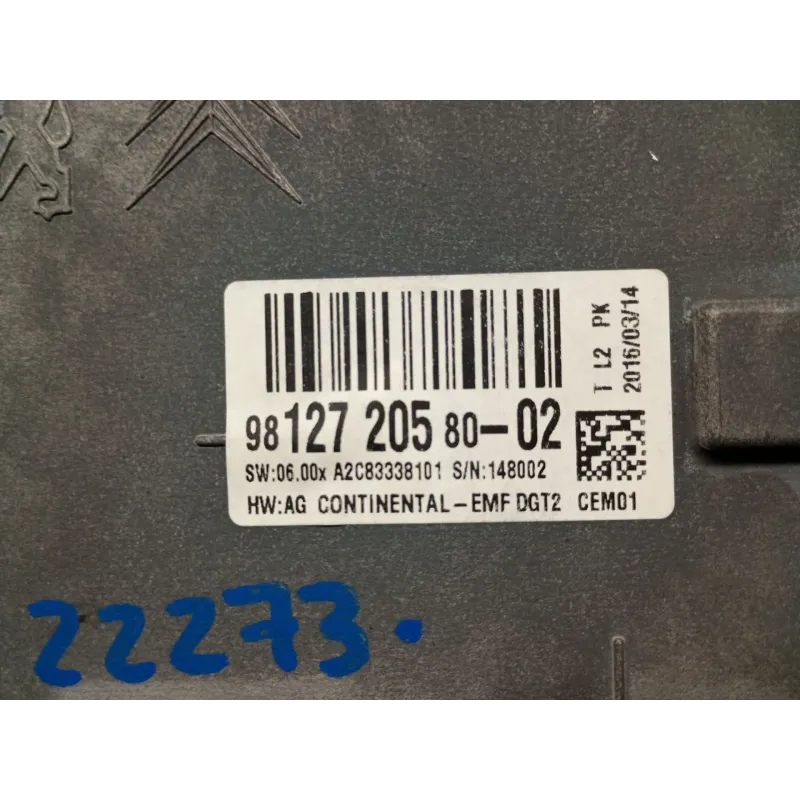 98 127 205 80-02
SW:06.00x A2C83338101 S/N:148002
HW:AG CONTINENTAL-EMF DGT2 CEM01
T L2 PK
2016/03/14
22273.